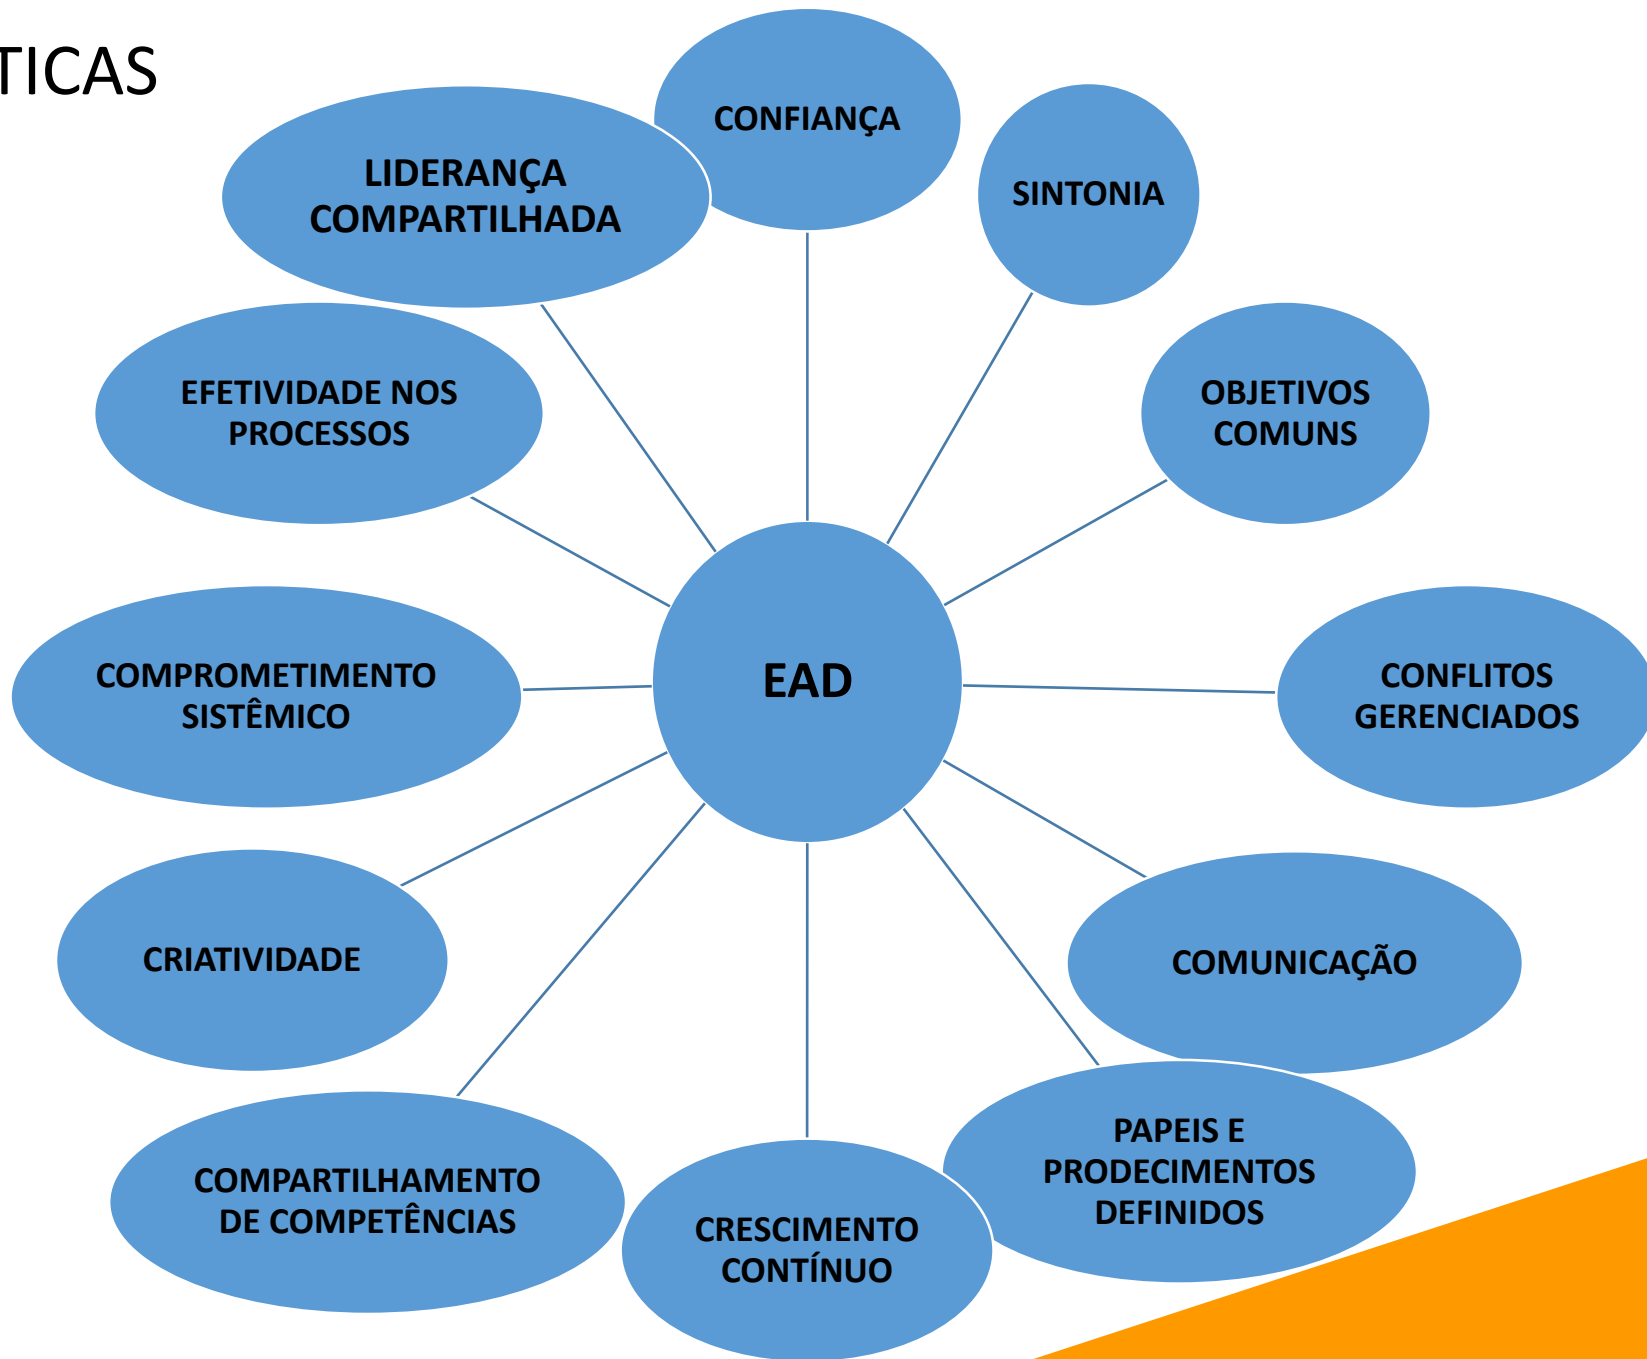 TICAS
CONFIANÇA
SINTONIA
OBJETIVOS
COMUNS
CONFLITOS
GERENCIADOS
COMUNICAÇÃO
PAPEIS E
PRODECIMENTOS
DEFINIDOS
CRESCIMENTO
CONTÍNUO
COMPARTILHAMENTO
DE COMPETÊNCIAS
CRIATIVIDADE
COMPROMETIMENTO
SISTÊMICO
EFETIVIDADE NOS
PROCESSOS
LIDERANÇA
COMPARTILHADA
EAD